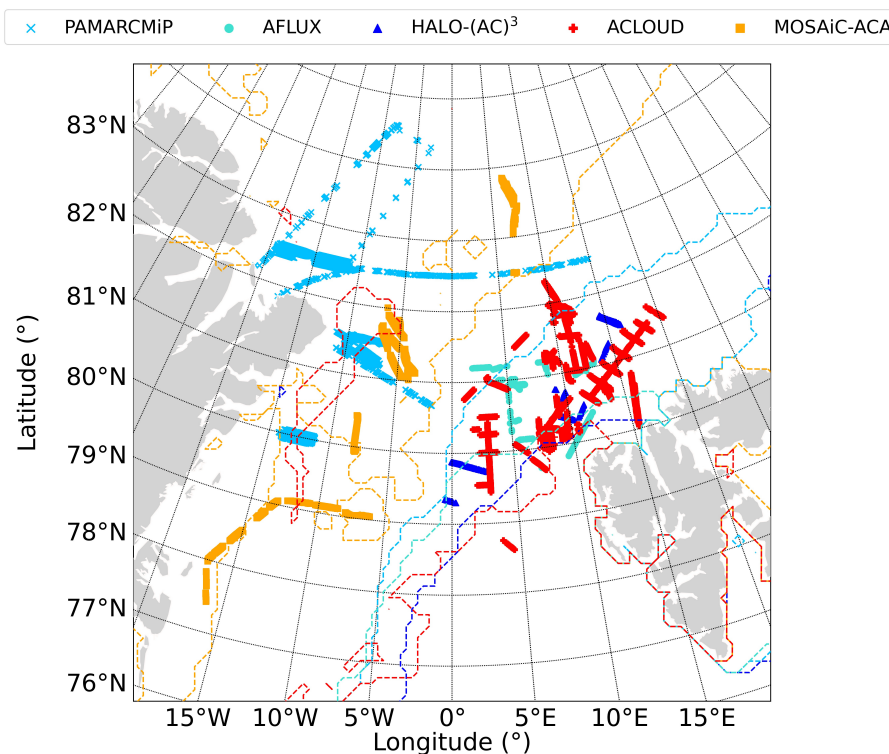 PAMARCMiP AFLUX HALO-(AC)³ ACLOUD MOSAiC-ACA
83°N
82°N
81°N
80°N
79°N
78°N
77°N
76°N
Latitude (°)
15°W 10°W 5°W 0° 5°E 10°E 15°E
Longitude (°)